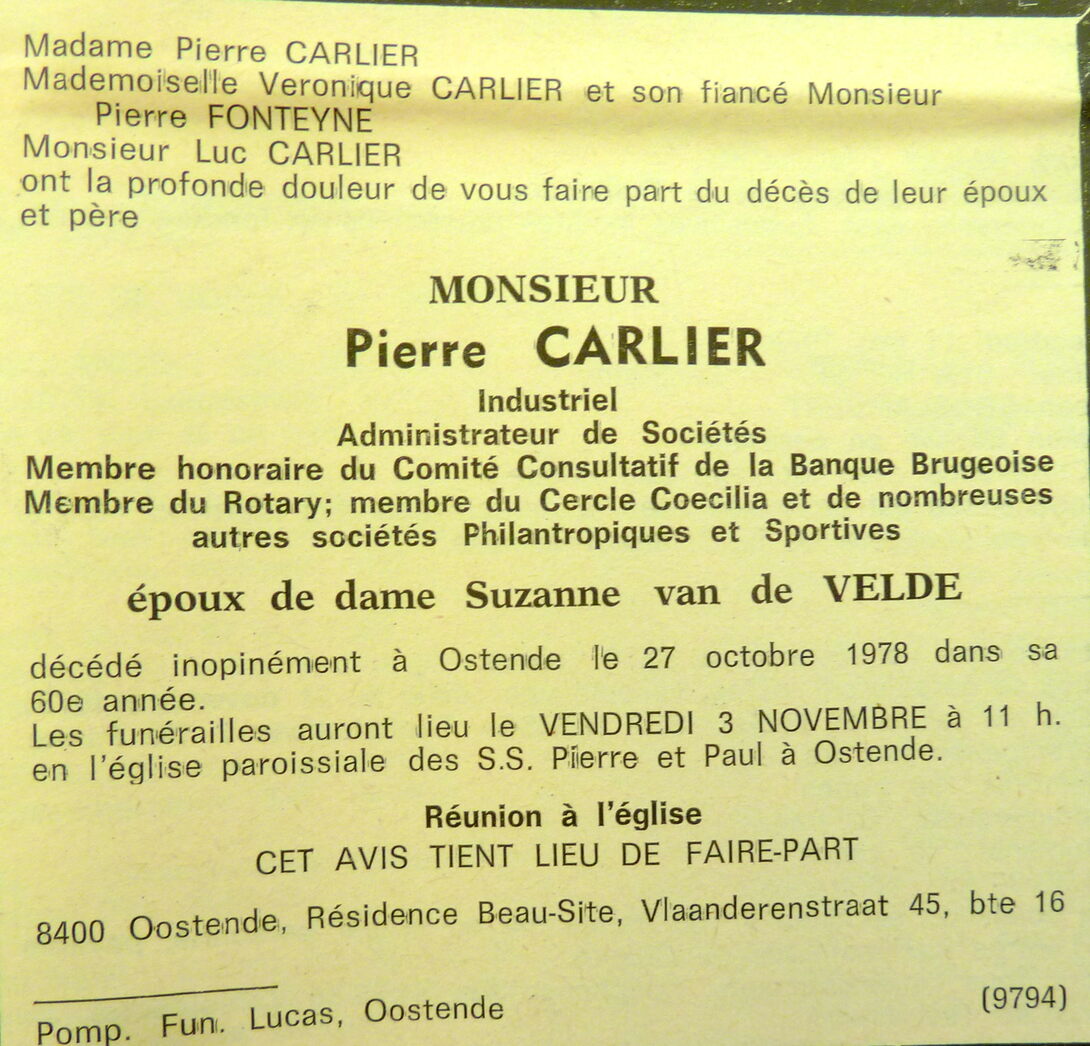 Madame Pierre CARLIER
Mademoiselle Veronique CARLIER et son fiancé Monsieur
Pierre FONTEYNE
Monsieur Luc CARLIER
ont la profonde douleur de vous faire part du décès de leur époux
et père
MONSIEUR
Pierre CARLIER
Industriel
Administrateur de Sociétés
Membre honoraire du Comité Consultatif de la Banque Brugeoise
Membre du Rotary; membre du Cercle Coecilia et de nombreuses
autres sociétés Philantropiques et Sportives
époux de dame Suzanne van de VELDE
décédé inopinément à Ostende le 27 octobre 1978 dans sa
60e année.
Les funérailles auront lieu le VENDREDI 3 NOVEMBRE à 11 h.
en l'église paroissiale des S.S. Pierre et Paul à Ostende.
Réunion à l'église
CET AVIS TIENT LIEU DE FAIRE-PART
8400 Oostende, Résidence Beau-Site, Vlaanderenstraat 45, bte 16
Pomp. Fun. Lucas, Oostende (9794)